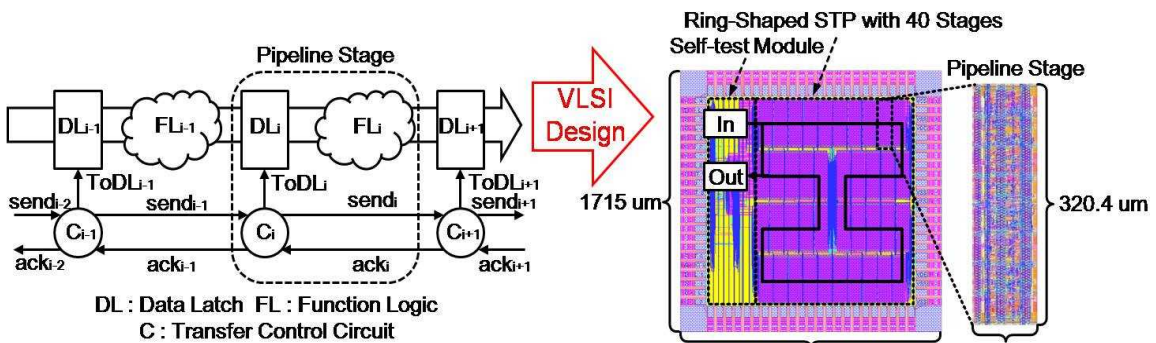 Ring-Shaped STP with 40 Stages
Self-test Module
Pipeline Stage
Pipeline Stage
VLSI
Design
DLi-1 FLi-1 DLi FLi DLi+1
In
Out
ToDLi-1 ToDLi ToDLi+1
sendi-2 sendi-1 sendi sendi+1
Ci-1 Ci Ci+1
acki-2 acki-1 acki acki+1
1715 um
320.4 um
DL : Data Latch FL : Function Logic
C : Transfer Control Circuit